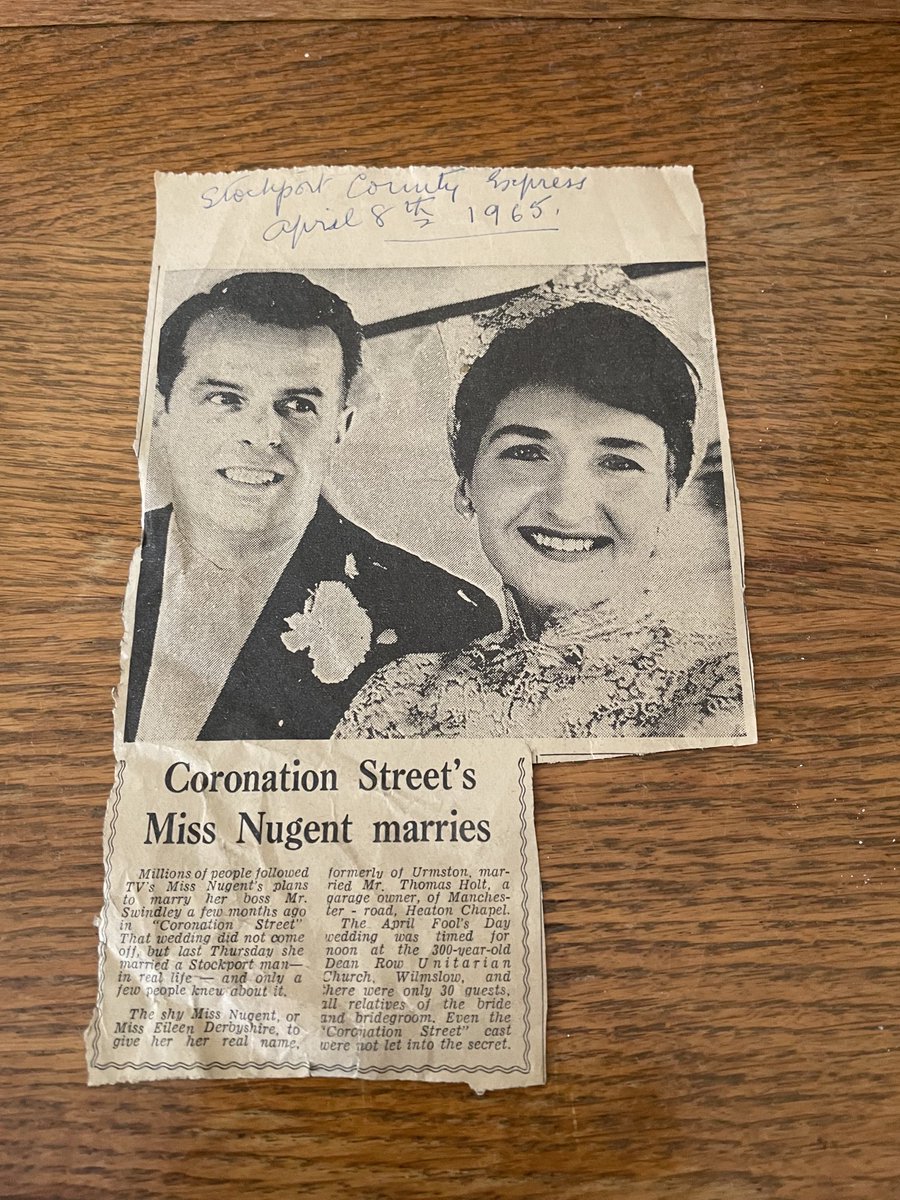 Stockport County Express
April 8th 1965.
Coronation Street's
Miss Nugent marries
Millions of people followed
TV's Miss Nugent's plans
to marry her boss Mr.
Swindley a few months ago
in "Coronation Street"
That wedding did not come
off, but last Thursday she
married a Stockport man—
in real life — and only a
few people knew about it.
The shy Miss Nugent, or
Miss Eileen Derbyshire, to
give her her real name,
formerly of Urmston, mar-
ried Mr. Thomas Holt, a
garage owner, of Manches-
ter - road, Heaton Chapel.
The April Fool's Day
wedding was timed for
noon at the 300-year-old
Dean Row Unitarian
Church, Wilmslow, and
there were only 30 guests,
all relatives of the bride
and bridegroom. Even the
"Coronation Street" cast
were not let into the secret.